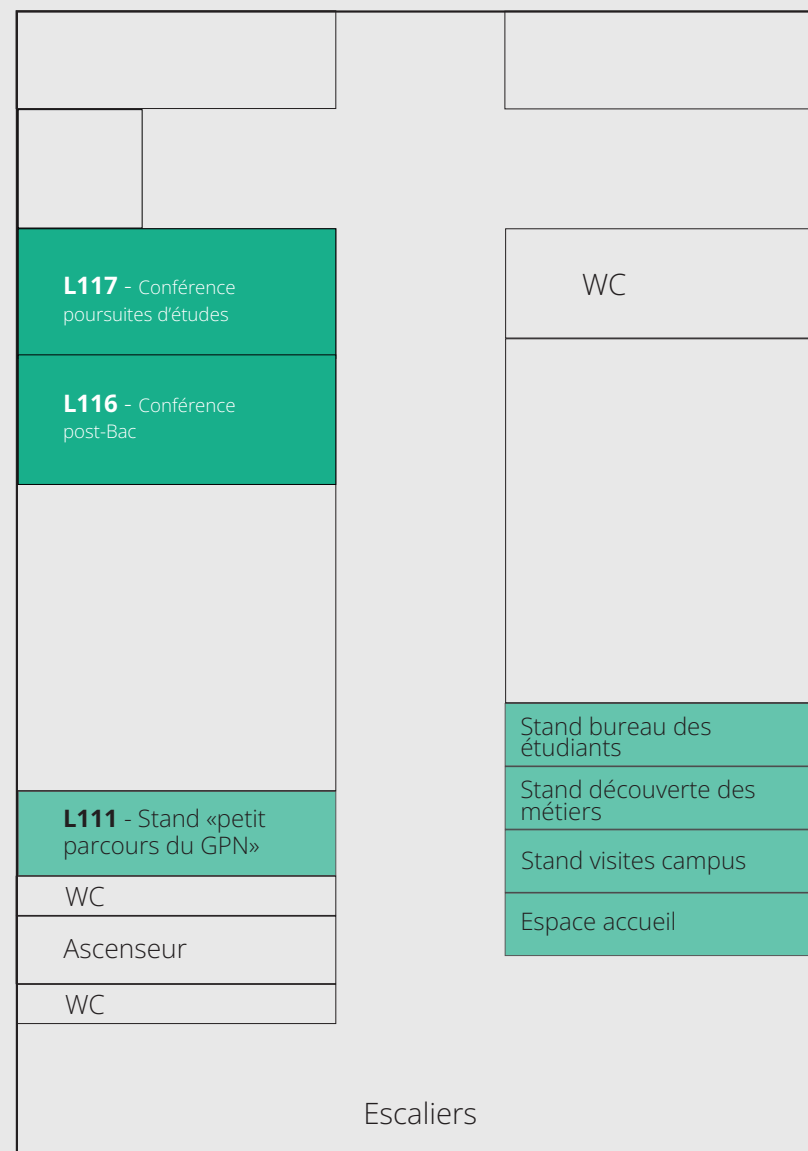 L117 - Conférence
poursuites d’études
L116 - Conférence
post-Bac
L111 - Stand «petit
parcours du GPN»
WC
Ascenseur
WC
WC
Stand bureau des
étudiants
Stand découverte des
métiers
Stand visites campus
Espace accueil
Escaliers